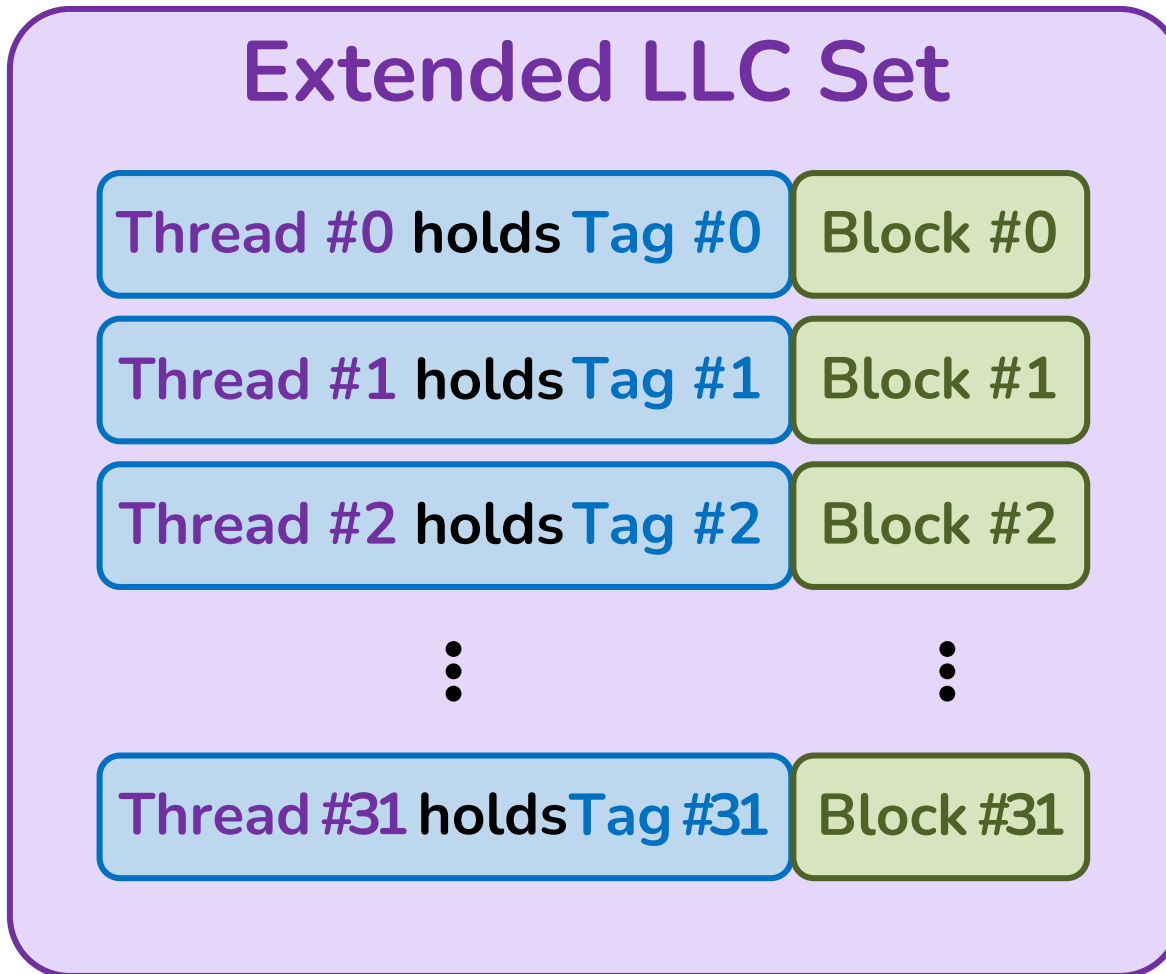 Extended LLC Set
Thread #0 holds Tag #0 Block #0
Thread #1 holds Tag #1 Block #1
Thread #2 holds Tag #2 Block #2
Thread #31 holds Tag #31 Block #31